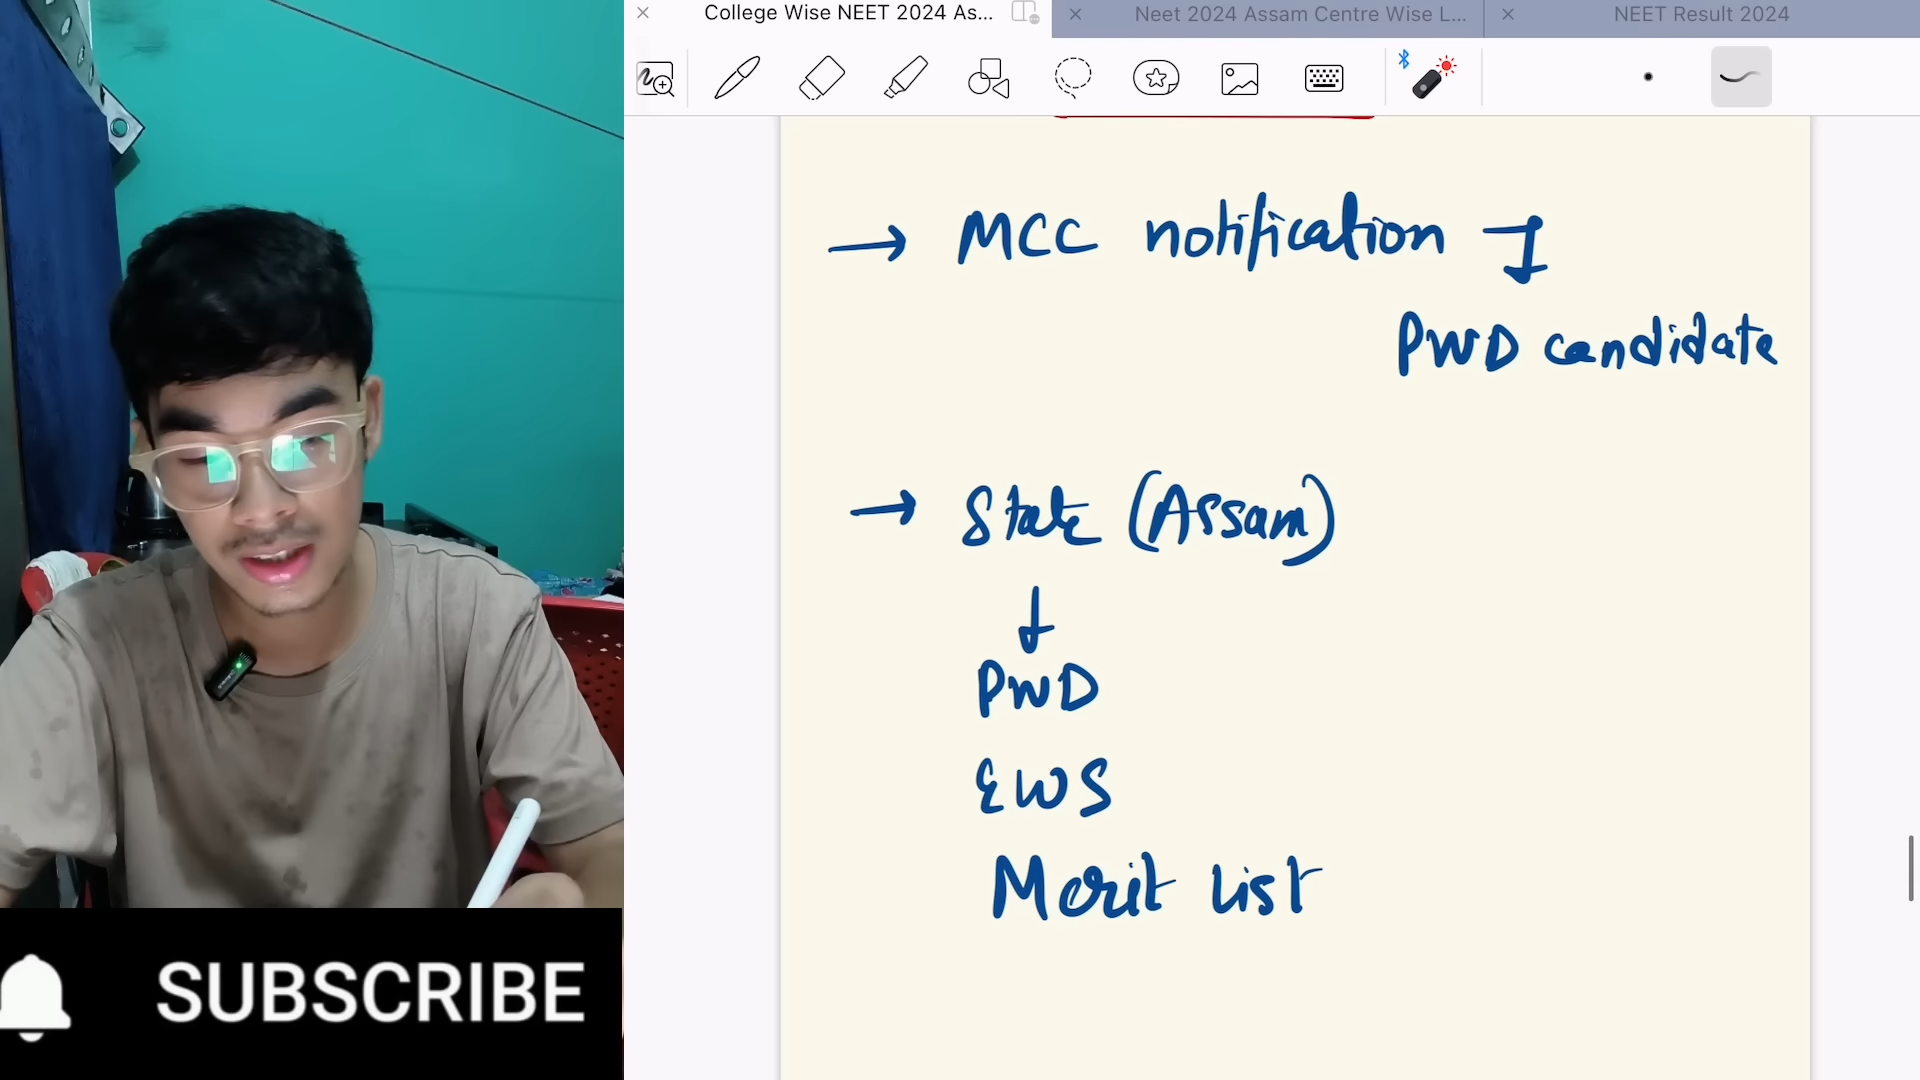 College Wise NEET 2024 As...
Neet 2024 Assam Centre Wise L...
NEET Result 2024
→ MCC notification
PWD candidate
→ State (Assam)
PWD
EWS
Merit List
SUBSCRIBE